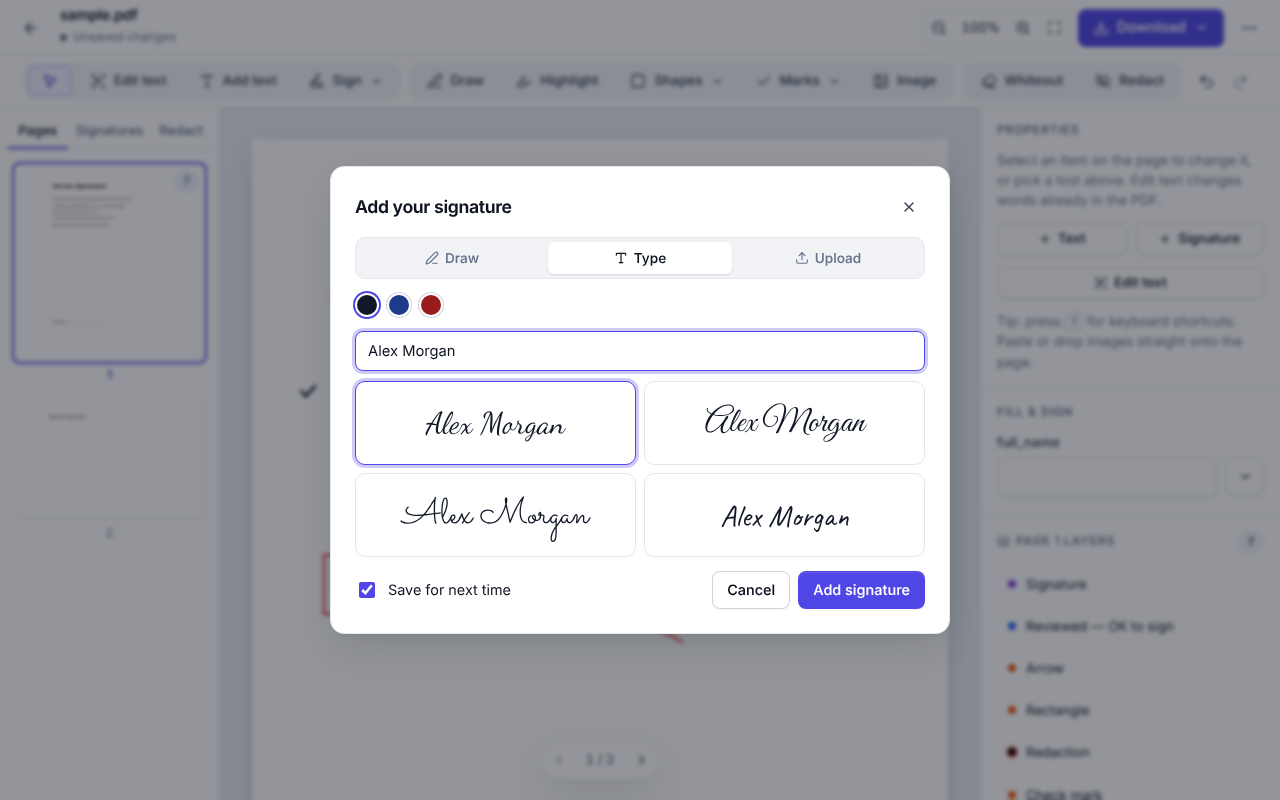 sample.pdf
Unsaved changes
100%
Download
Edit text
Add text
Sign
Draw
Highlight
Shapes
Marks
Image
Whiteout
Redact
Pages
Signatures
Redact
7
1
2
Add your signature
Draw
Type
Upload
Alex Morgan
Alex Morgan
Alex Morgan
Alex Morgan
Alex Morgan
Save for next time
Cancel
Add signature
1 / 2
PROPERTIES
Select an item on the page to change it,
or pick a tool above. Edit text changes
words already in the PDF.
+ Text
+ Signature
Edit text
Tip: press ? for keyboard shortcuts.
Paste or drop images straight onto the
page.
FILL & SIGN
full_name
PAGE 1 LAYERS
7
Signature
Reviewed — OK to sign
Arrow
Rectangle
Redaction
Check mark